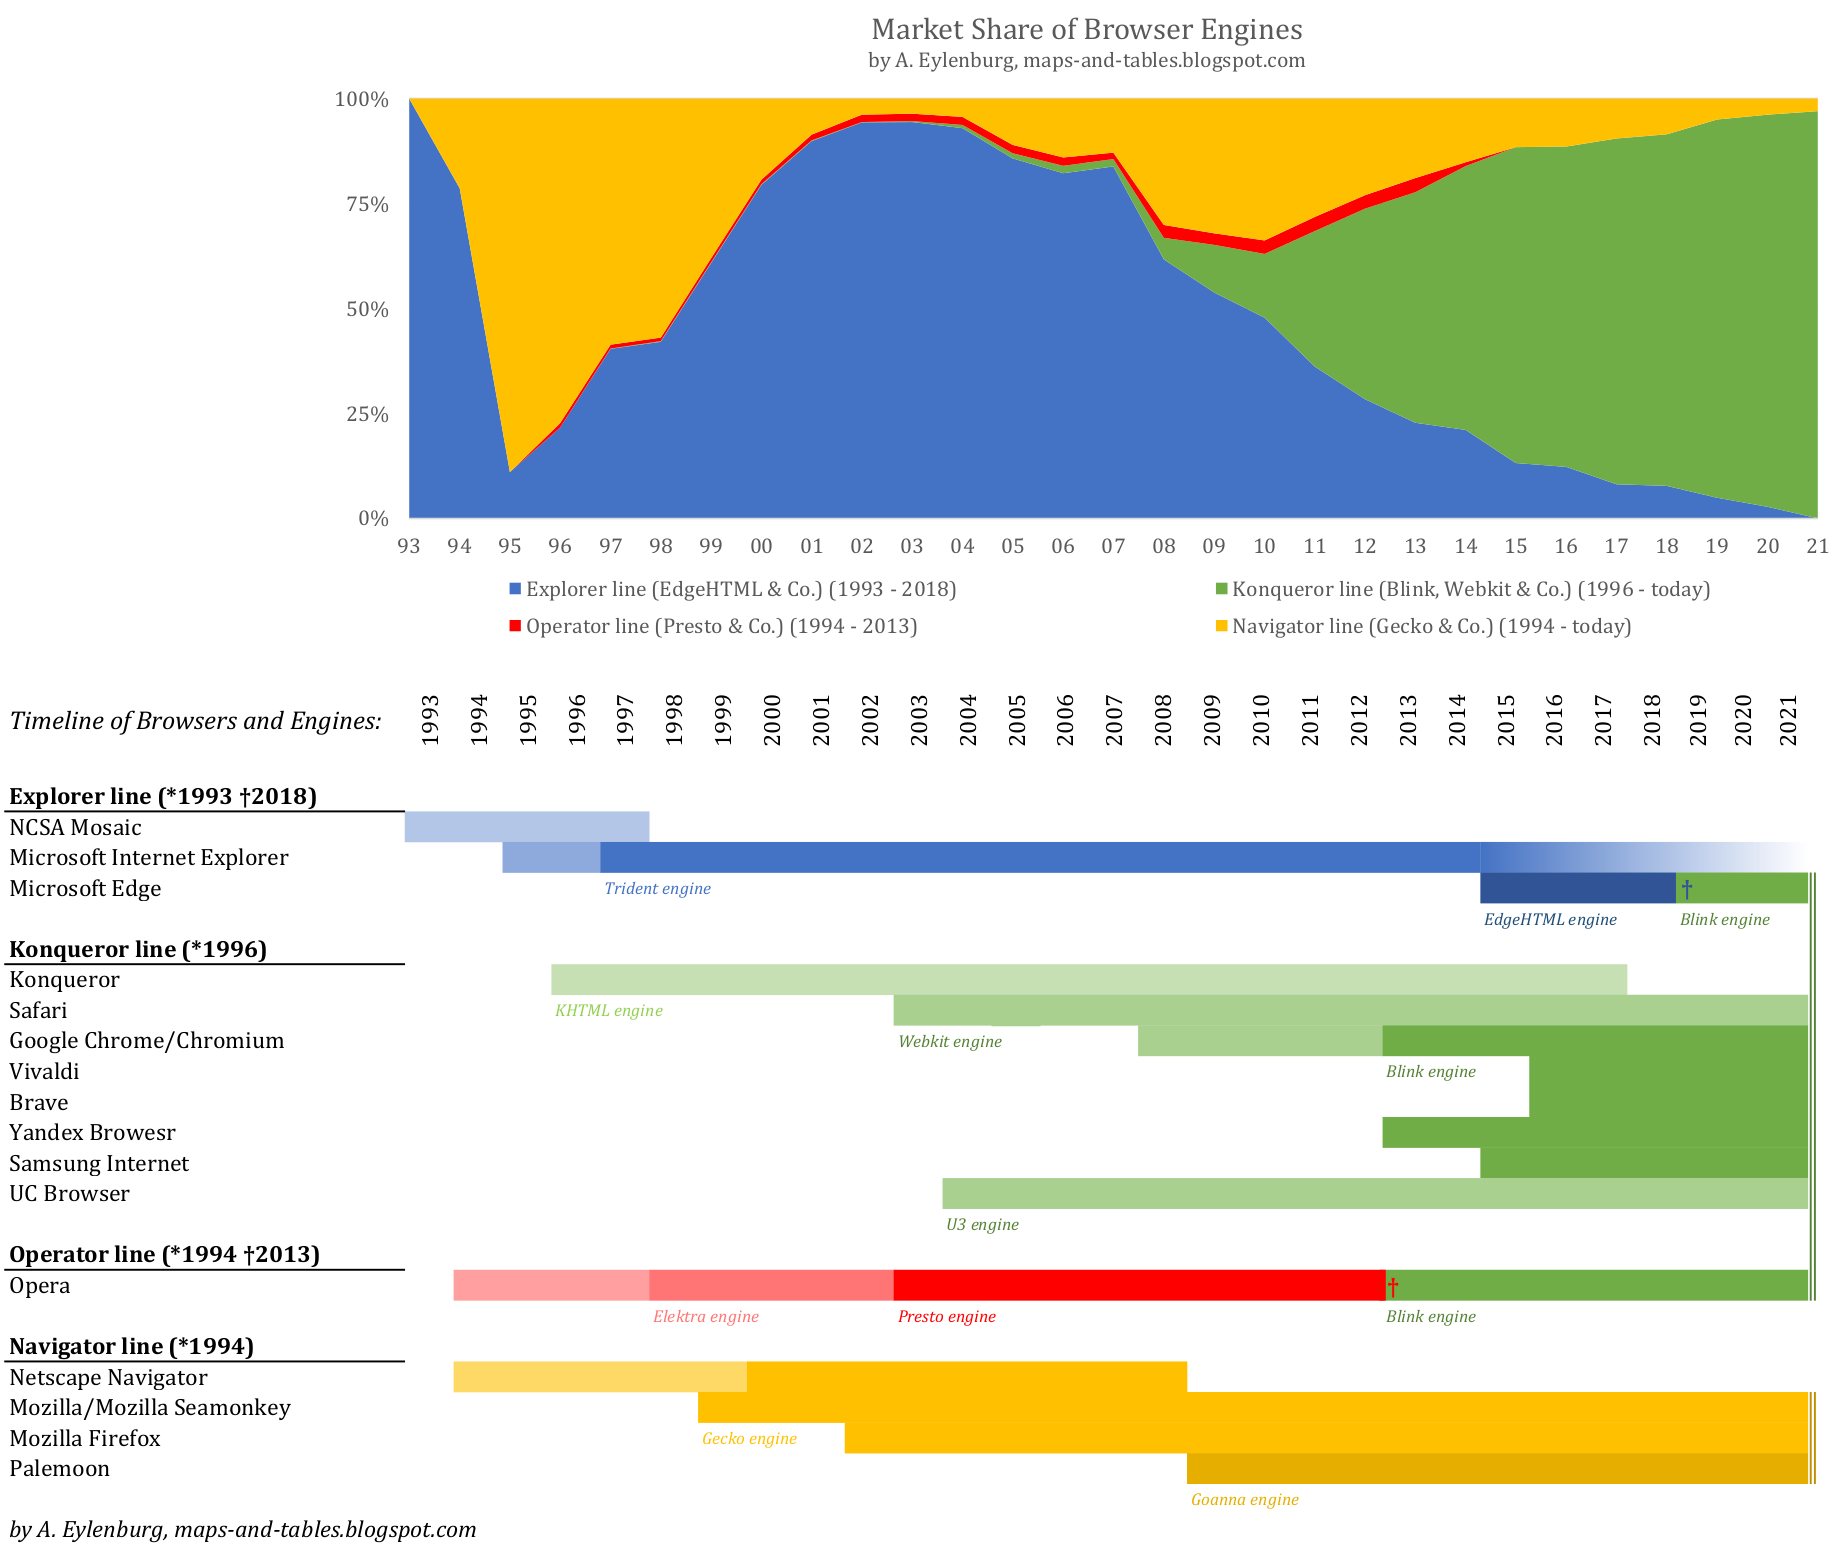 Market Share of Browser Engines
by A. Eylenburg, maps-and-tables.blogspot.com
100%
75%
50%
25%
0%
93 94 95 96 97 98 99 00 01 02 03 04 05 06 07 08 09 10 11 12 13 14 15 16 17 18 19 20 21
Explorer line (EdgeHTML & Co.) (1993 - 2018) Konqueror line (Blink, Webkit & Co.) (1996 - today)
Operator line (Presto & Co.) (1994 - 2013) Navigator line (Gecko & Co.) (1994 - today)
Timeline of Browsers and Engines: 1993 1994 1995 1996 1997 1998 1999 2000 2001 2002 2003 2004 2005 2006 2007 2008 2009 2010 2011 2012 2013 2014 2015 2016 2017 2018 2019 2020 2021
Explorer line (*1993 †2018)
NCSA Mosaic
Microsoft Internet Explorer
Microsoft Edge Trident engine †
EdgeHTML engine Blink engine
Konqueror line (*1996)
Konqueror
Safari KHTML engine
Google Chrome/Chromium Webkit engine
Vivaldi Blink engine
Brave
Yandex Browesr
Samsung Internet
UC Browser
U3 engine
Operator line (*1994 †2013)
Opera †
Elektra engine Presto engine Blink engine
Navigator line (*1994)
Netscape Navigator
Mozilla/Mozilla Seamonkey
Mozilla Firefox Gecko engine
Palemoon
Goanna engine
by A. Eylenburg, maps-and-tables.blogspot.com